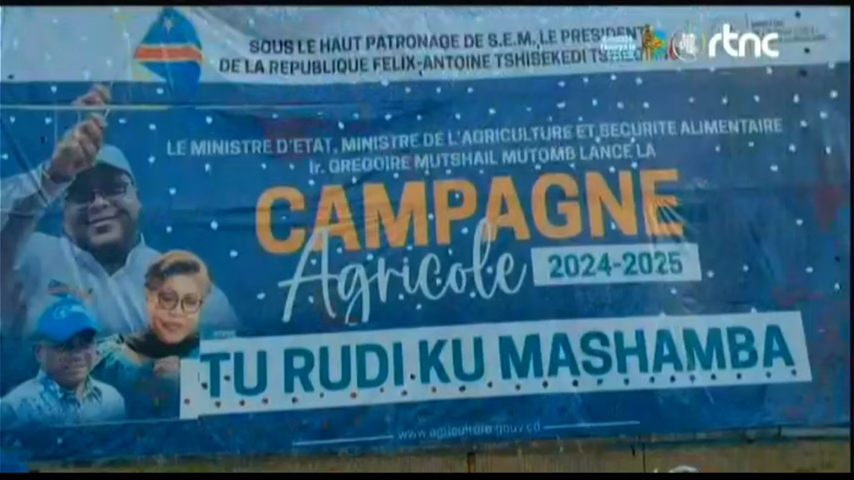 SOUS LE HAUT PATRONAGE DE S.E.M, LE PRESIDENT
DE LA REPUBLIQUE FELIX-ANTOINE TSHISEKEDI
rtnc
LE MINISTRE D'ETAT, MINISTRE DE L'AGRICULTURE ET SECURITE ALIMENTAIRE
Ir. GREGOIRE MUTSHAIL MUTOMB LANCE LA
CAMPAGNE
Agricole 2024-2025
TU RUDI KU MASHAMBA
www.agriculture.gouv.cd